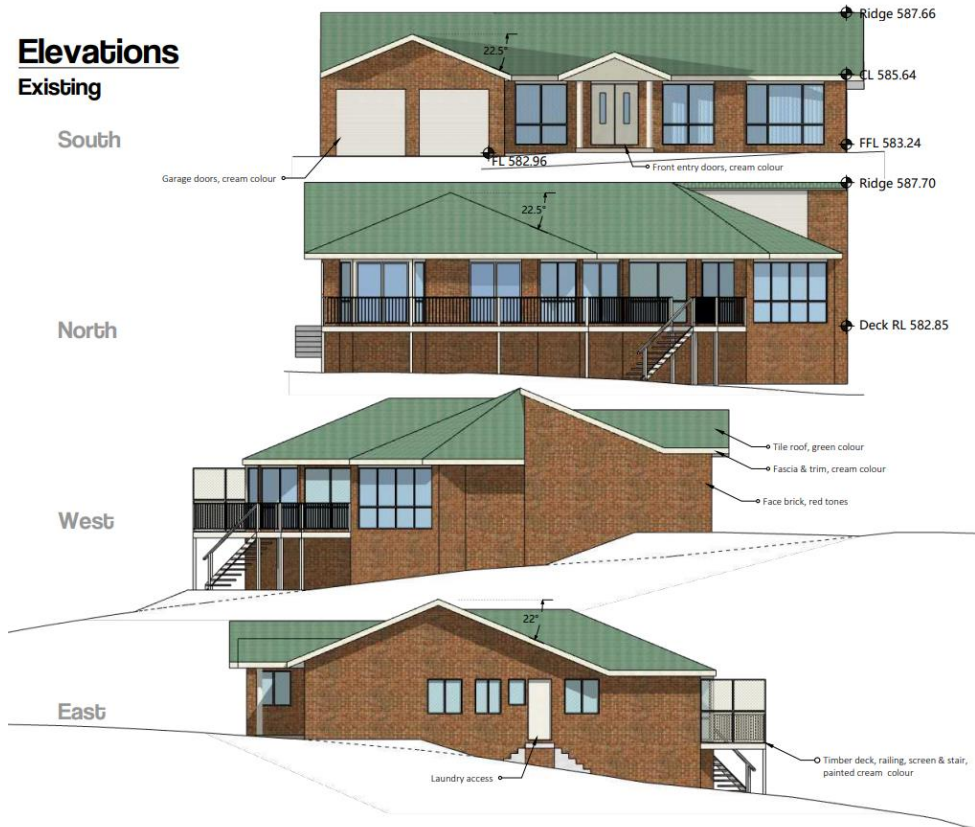 Elevations
Existing
South
Ridge 587.66
22.5°
CL 585.64
FFL 583.24
FL 582.96
Garage doors, cream colour
Front entry doors, cream colour
North
Ridge 587.70
22.5°
Deck RL 582.85
West
Tile roof, green colour
Fascia & trim, cream colour
Face brick, red tones
East
22°
Laundry access
Timber deck, railing, screen & stair,
painted cream colour